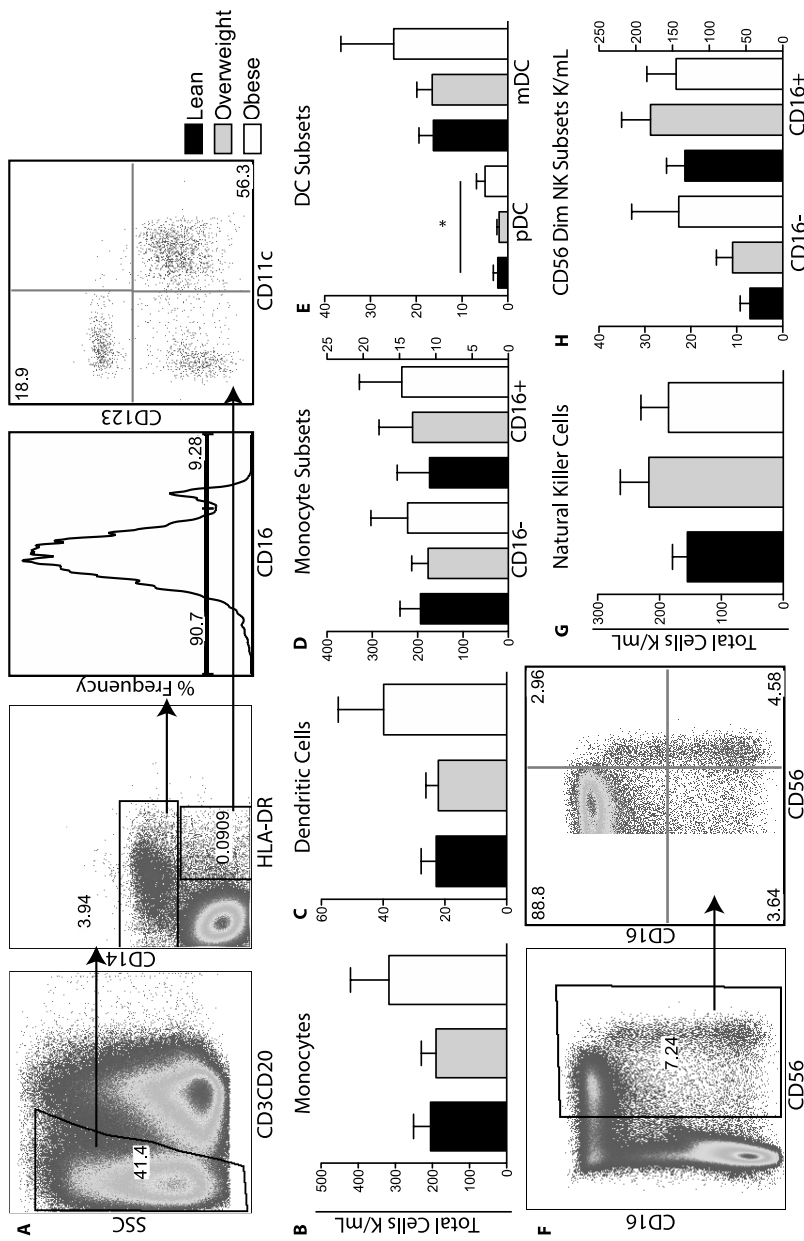 A
SSC
41.4
CD3CD20
CD14
3.94
0.0909
HLA-DR
% Frequency
90.7
9.28
CD16
CD123
18.9
56.3
CD11c
Lean
Overweight
Obese
B
Monocytes
Total Cells K/mL
500
400
300
200
100
0
C
Dendritic Cells
60
40
20
0
D
Monocyte Subsets
400
300
200
100
0
25
20
15
10
5
0
CD16-
CD16+
E
DC Subsets
40
30
20
10
0
*
pDC
mDC
F
CD16
7.24
CD56
CD16
88.8
2.96
3.64
4.58
CD56
G
Natural Killer Cells
Total Cells K/mL
300
200
100
0
H
CD56 Dim NK Subsets K/mL
40
30
20
10
0
250
200
150
100
50
0
CD16-
CD16+